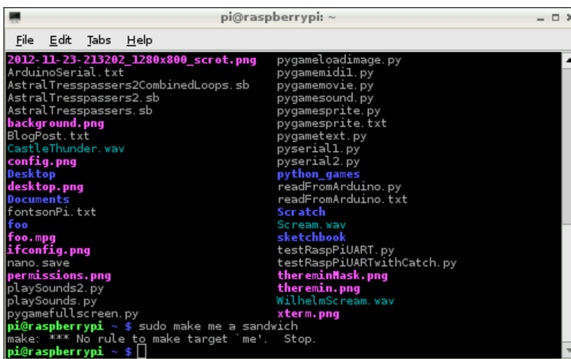 pi@raspberrypi: ~
File Edit Tabs Help
2012-11-23-213202_1280x800_scrot.png pygameloadimage.py
ArduinoSerial.txt pygamemidi1.py
AstralTresspassers2CombinedLoops.sb pygamemovie.py
AstralTresspassers2.sb pygamesound.py
AstralTresspassers.sb pygamesprite.py
background.png pygamesprite.txt
BlogPost.txt pygametext.py
CastleThunder.wav pyserial1.py
config.png pyserial2.py
Desktop python_games
desktop.png readFromArduino.py
Documents readFromArduino.txt
fontsonPi.txt Scratch
foo Scream.wav
foo.mpg sketchbook
ifconfig.png testRaspPiUART.py
nano.save testRaspPiUARTwithCatch.py
permissions.png thereminMask.png
playSounds2.py theremin.png
playSounds.py WilhelmScream.wav
pygamefullscreen.py xterm.png
pi@raspberrypi ~ $ sudo make me a sandwich
make: *** No rule to make target `me'. Stop.
pi@raspberrypi ~ $